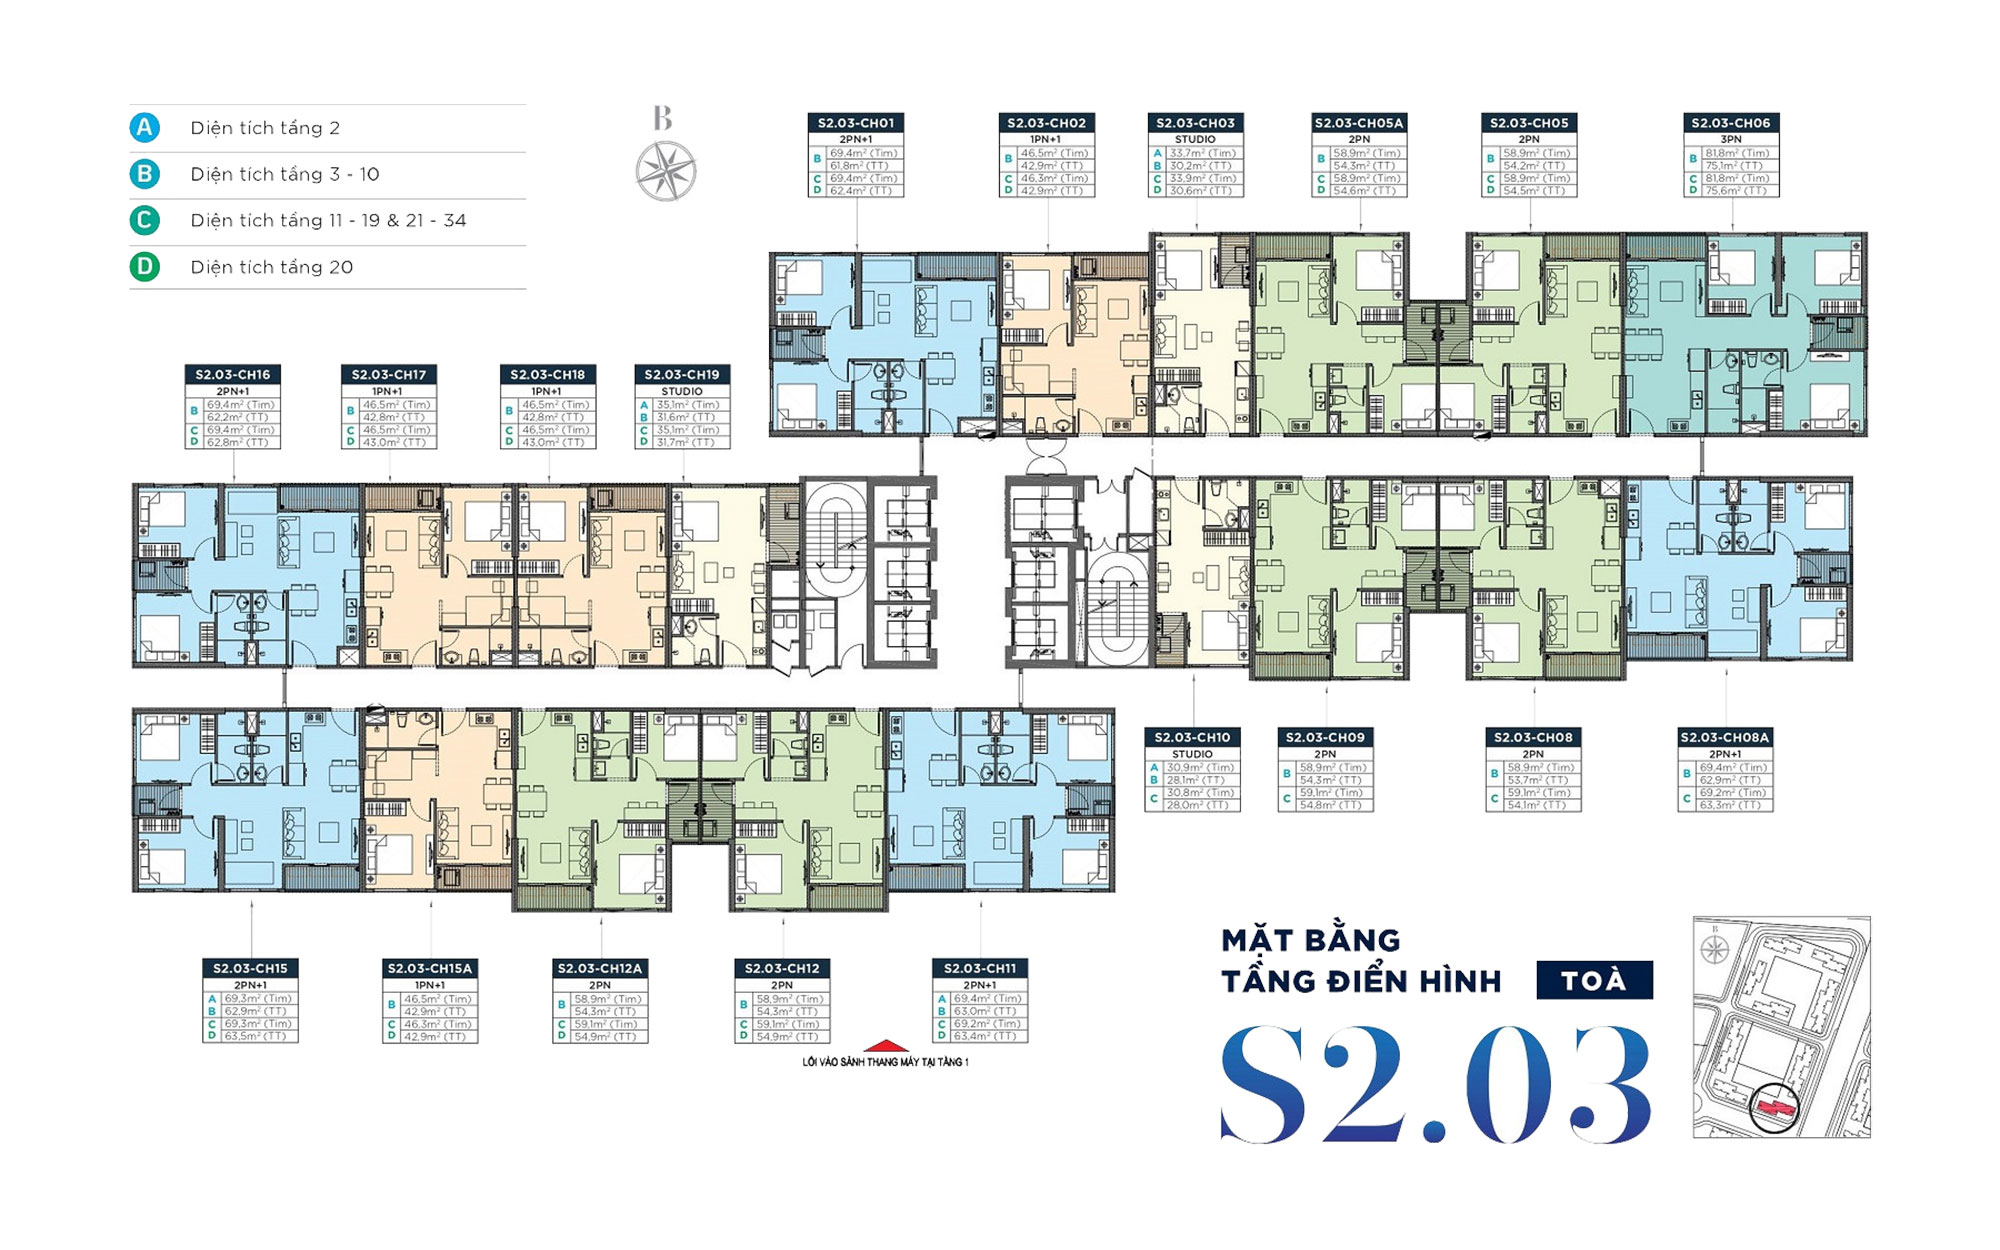 A Diện tích tầng 2
B Diện tích tầng 3 - 10
C Diện tích tầng 11 - 19 & 21 - 34
D Diện tích tầng 20
B
S2.03-CH01
2PN+1
B 69,4m² (Tim)
61,8m² (TT)
C 69,4m² (Tim)
D 62,4m² (TT)
S2.03-CH02
1PN+1
B 46,5m² (Tim)
42,9m² (TT)
C 46,3m² (Tim)
D 42,9m² (TT)
S2.03-CH03
STUDIO
A 33,7m² (Tim)
B 30,2m² (TT)
C 33,9m² (Tim)
D 30,6m² (TT)
S2.03-CH05A
2PN
B 58,9m² (Tim)
54,3m² (TT)
C 58,9m² (Tim)
D 54,6m² (TT)
S2.03-CH05
2PN
B 58,9m² (Tim)
54,2m² (TT)
C 58,9m² (Tim)
D 54,5m² (TT)
S2.03-CH06
3PN
B 81,8m² (Tim)
75,1m² (TT)
C 81,8m² (Tim)
D 75,6m² (TT)
S2.03-CH16
2PN+1
B 69,4m² (Tim)
62,2m² (TT)
C 69,4m² (Tim)
D 62,8m² (TT)
S2.03-CH17
1PN+1
B 46,5m² (Tim)
42,8m² (TT)
C 46,5m² (Tim)
D 43,0m² (TT)
S2.03-CH18
1PN+1
B 46,5m² (Tim)
42,8m² (TT)
C 46,5m² (Tim)
D 43,0m² (TT)
S2.03-CH19
STUDIO
A 35,1m² (Tim)
B 31,6m² (TT)
C 35,1m² (Tim)
D 31,7m² (TT)
S2.03-CH10
STUDIO
A 30,9m² (Tim)
B 28,1m² (TT)
C 30,8m² (Tim)
28,0m² (TT)
S2.03-CH09
2PN
B 58,9m² (Tim)
54,3m² (TT)
C 59,1m² (Tim)
54,8m² (TT)
S2.03-CH08
2PN
B 58,9m² (Tim)
53,7m² (TT)
C 59,1m² (Tim)
54,1m² (TT)
S2.03-CH08A
2PN+1
B 69,4m² (Tim)
62,9m² (TT)
C 69,2m² (Tim)
63,3m² (TT)
S2.03-CH15
2PN+1
A 69,3m² (Tim)
B 62,9m² (TT)
C 69,3m² (Tim)
D 63,5m² (TT)
S2.03-CH15A
1PN+1
B 46,5m² (Tim)
42,9m² (TT)
C 46,3m² (Tim)
D 42,9m² (TT)
S2.03-CH12A
2PN
B 58,9m² (Tim)
54,3m² (TT)
C 59,1m² (Tim)
D 54,9m² (TT)
S2.03-CH12
2PN
B 58,9m² (Tim)
54,3m² (TT)
C 59,1m² (Tim)
D 54,9m² (TT)
S2.03-CH11
2PN+1
A 69,4m² (Tim)
B 63,0m² (TT)
C 69,2m² (Tim)
D 63,4m² (TT)
LỐI VÀO SẢNH THANG MÁY TẠI TẦNG 1
MẶT BẰNG
TẦNG ĐIỂN HÌNH TOÀ
S2.03
B